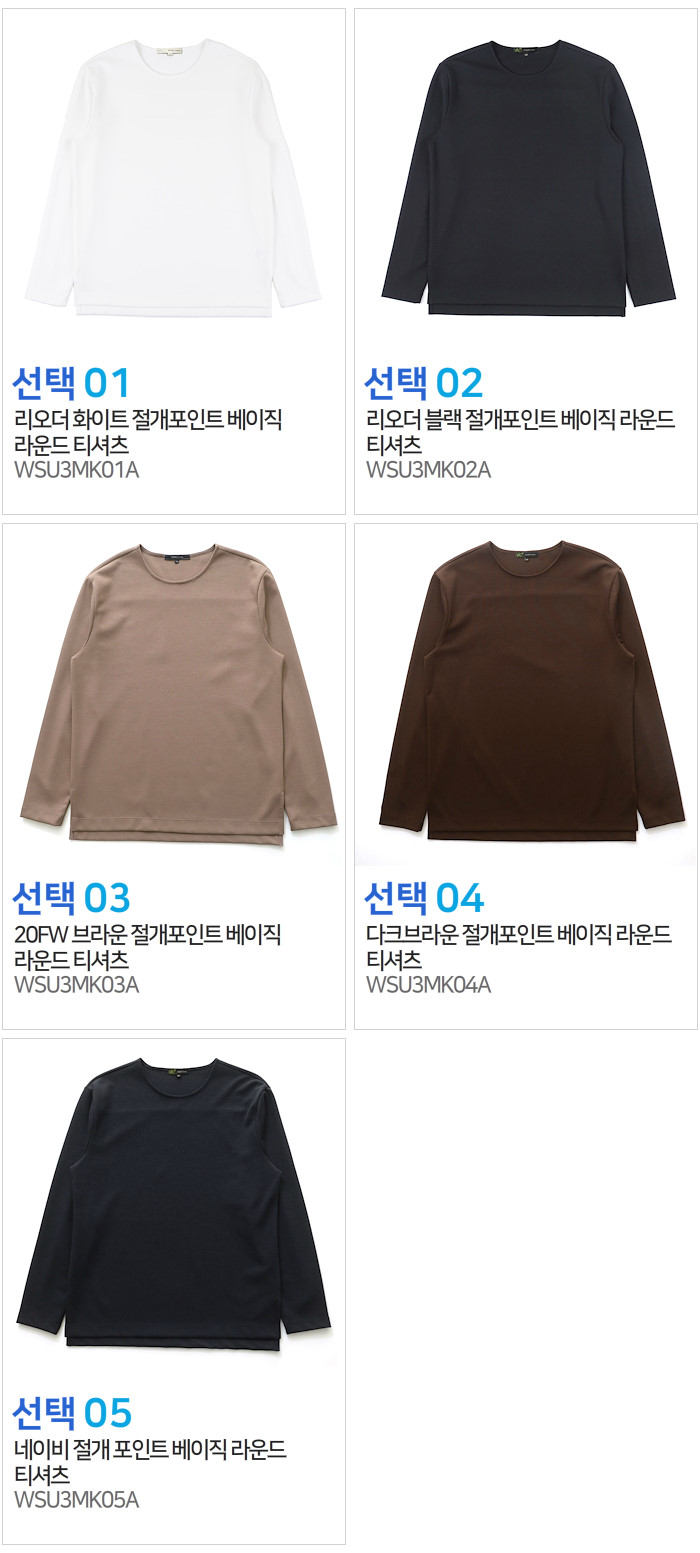 선택 01
리오더 화이트 절개포인트 베이직
라운드 티셔츠
WSU3MK01A
선택 02
리오더 블랙 절개포인트 베이직 라운드
티셔츠
WSU3MK02A
선택 03
20FW 브라운 절개포인트 베이직
라운드 티셔츠
WSU3MK03A
선택 04
다크브라운 절개포인트 베이직 라운드
티셔츠
WSU3MK04A
선택 05
네이비 절개 포인트 베이직 라운드
티셔츠
WSU3MK05A